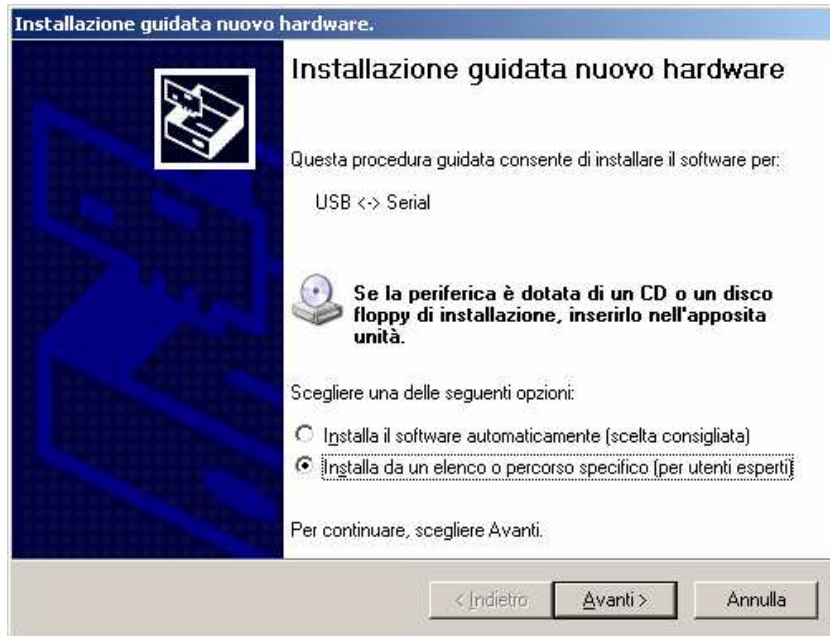 Installazione guidata nuovo hardware.
Installazione guidata nuovo hardware
Questa procedura guidata consente di installare il software per:
USB <-> Serial
Se la periferica è dotata di un CD o un disco
floppy di installazione, inserirlo nell'apposita
unità.
Scegliere una delle seguenti opzioni:
Installa il software automaticamente (scelta consigliata)
Installa da un elenco o percorso specifico (per utenti esperti)
Per continuare, scegliere Avanti.
< Indietro Avanti > Annulla